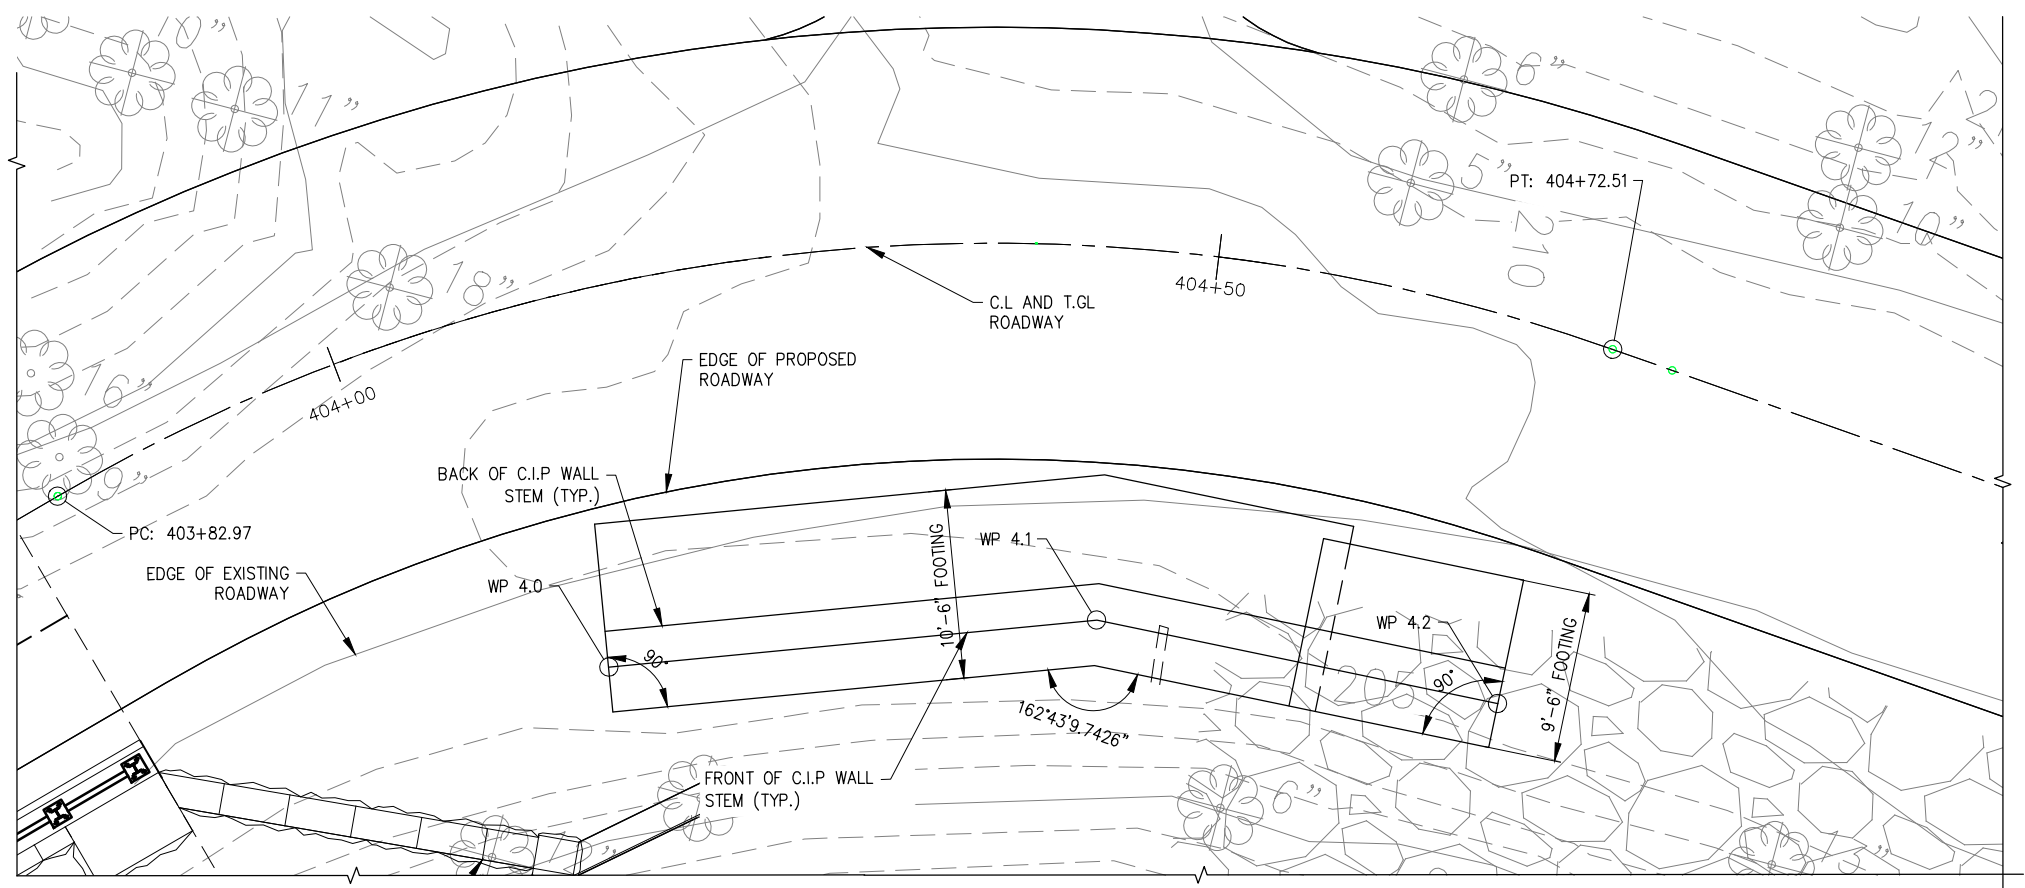 8"
11"
6"
12"
12
5"
PT: 404+72.51
10"
210
18"
404+50
C.L AND T.GL
ROADWAY
EDGE OF PROPOSED
ROADWAY
16"
404+00
BACK OF C.I.P WALL
STEM (TYP.)
9"
PC: 403+82.97
10'-6" FOOTING
WP 4.1
EDGE OF EXISTING
ROADWAY
WP 4.0
WP 4.2
9'-6" FOOTING
90°
205
90°
162°43'9.7426"
FRONT OF C.I.P WALL
STEM (TYP.)
6"